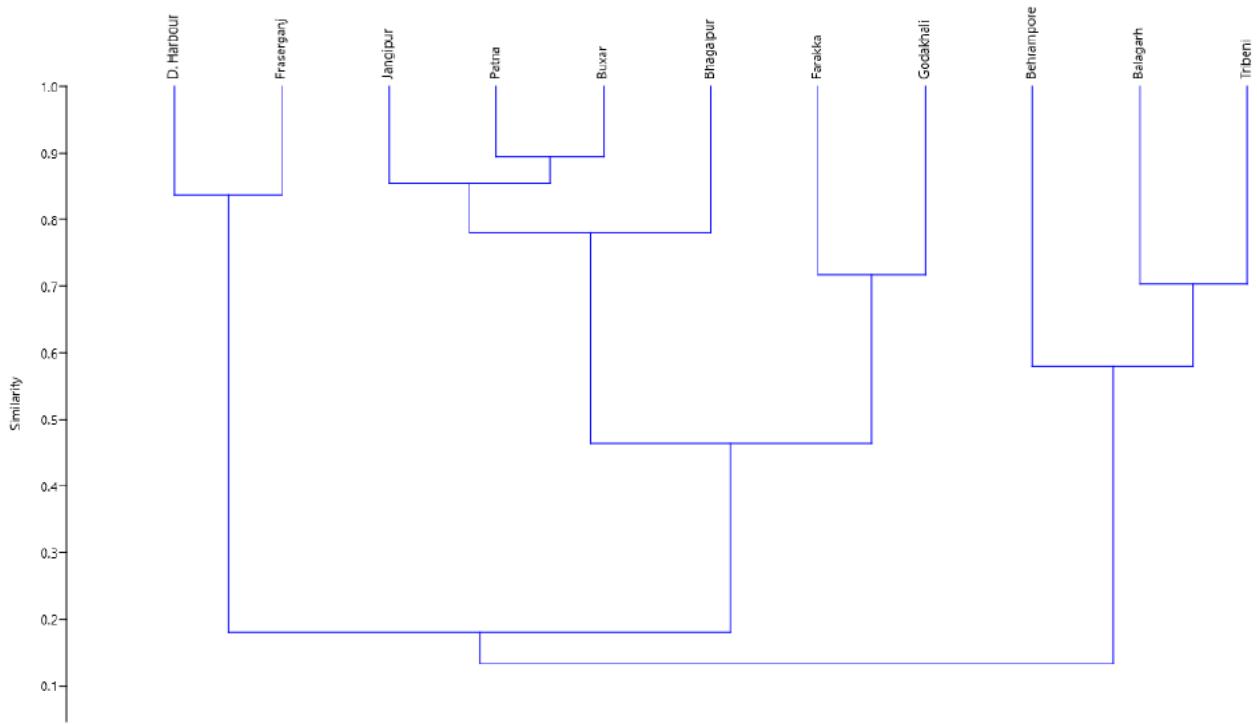 D. Harbour
Fraserganj
Jangipur
Patna
Buxar
Bhagalpur
Farakka
Godakhali
Behrampore
Balagarh
Tribeni
1.0
0.9
0.8
0.7
0.6
0.5
0.4
0.3
0.2
0.1
Similarity